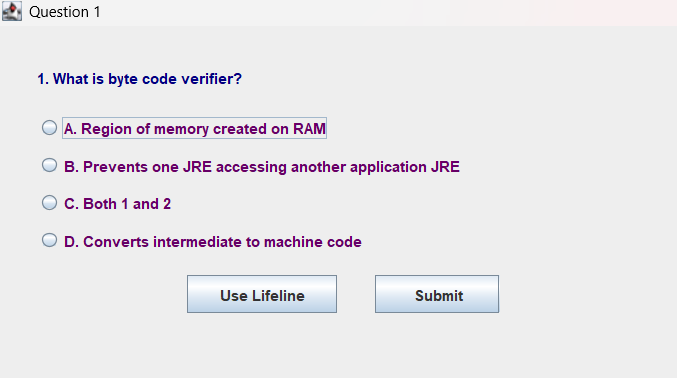 Question 1
1. What is byte code verifier?
A. Region of memory created on RAM
B. Prevents one JRE accessing another application JRE
C. Both 1 and 2
D. Converts intermediate to machine code
Use Lifeline Submit